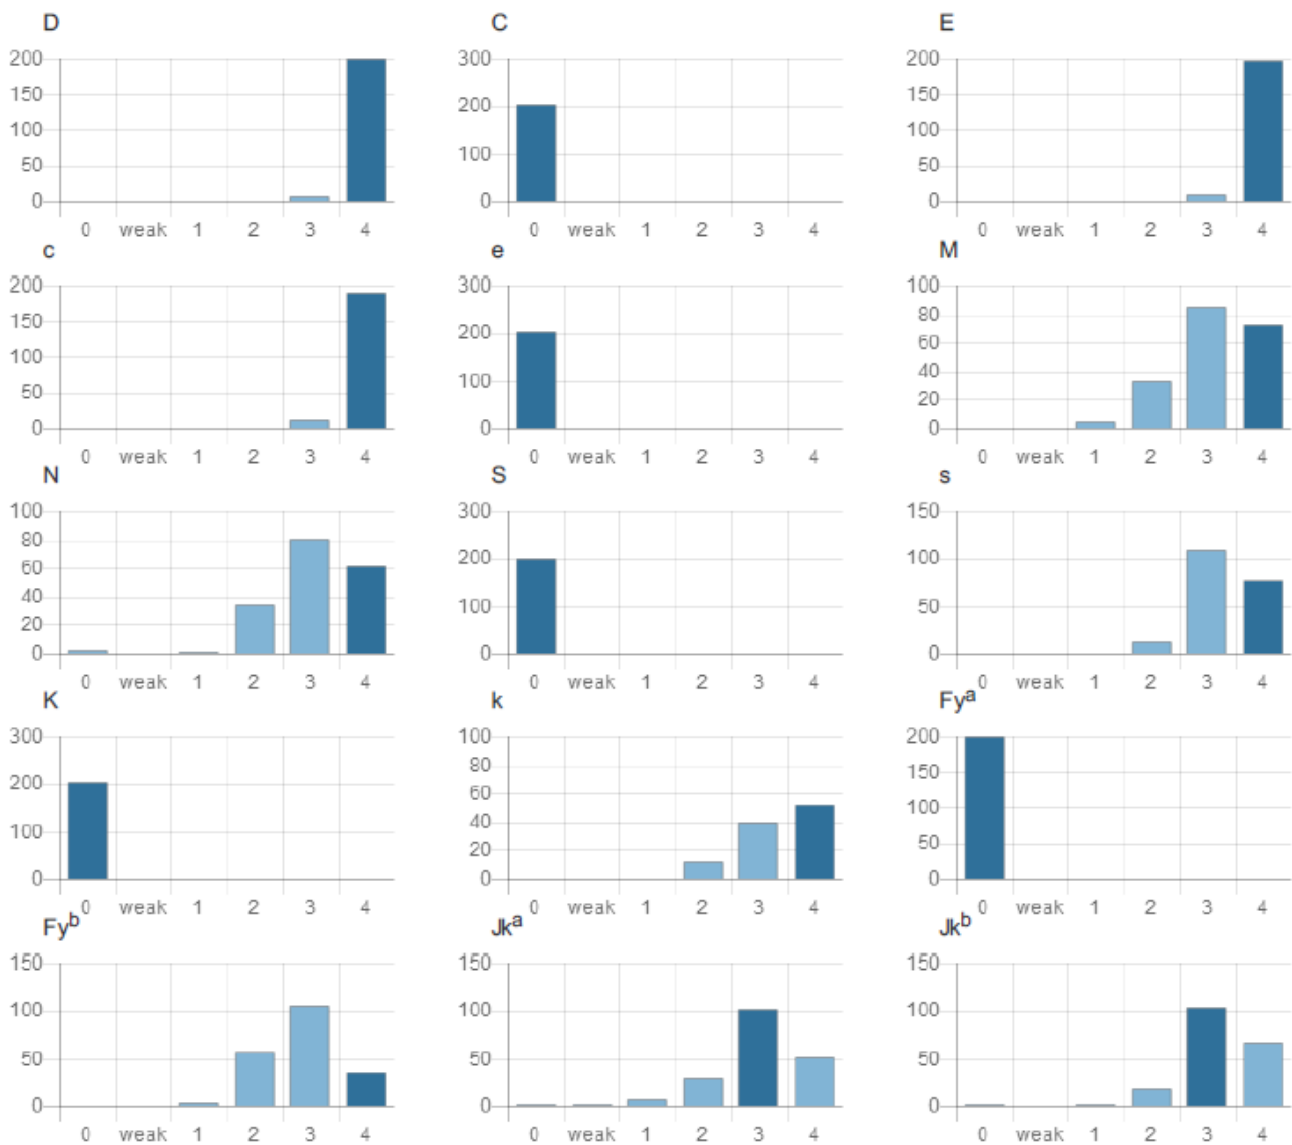 D C E
200 300 200
150 200 150
100 100 100
50 0 50
0 0
0 weak 1 2 3 4 0 weak 1 2 3 4 0 weak 1 2 3 4
c e M
200 300 100
150 200 80
100 100 60
50 0 40
0 20
0
0 weak 1 2 3 4 0 weak 1 2 3 4 0 weak 1 2 3 4
N S s
100 300 150
80 200 100
60 100 50
40 0 0
20
0
0 weak 1 2 3 4 0 weak 1 2 3 4 0 weak 1 2 3 4
K k Fyᵃ
300 100 200
200 80 150
100 60 100
0 40 50
20 0
0
0 weak 1 2 3 4 0 weak 1 2 3 4 0 weak 1 2 3 4
Fyᵇ Jkᵃ Jkᵇ
150 150 150
100 100 100
50 50 50
0 0 0
0 weak 1 2 3 4 0 weak 1 2 3 4 0 weak 1 2 3 4